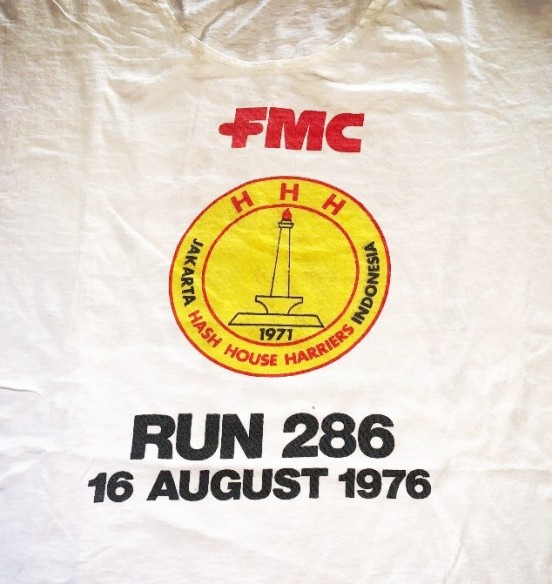 FMC
H H H
JAKARTA HASH HOUSE HARRIERS INDONESIA
1971
RUN 286
16 AUGUST 1976